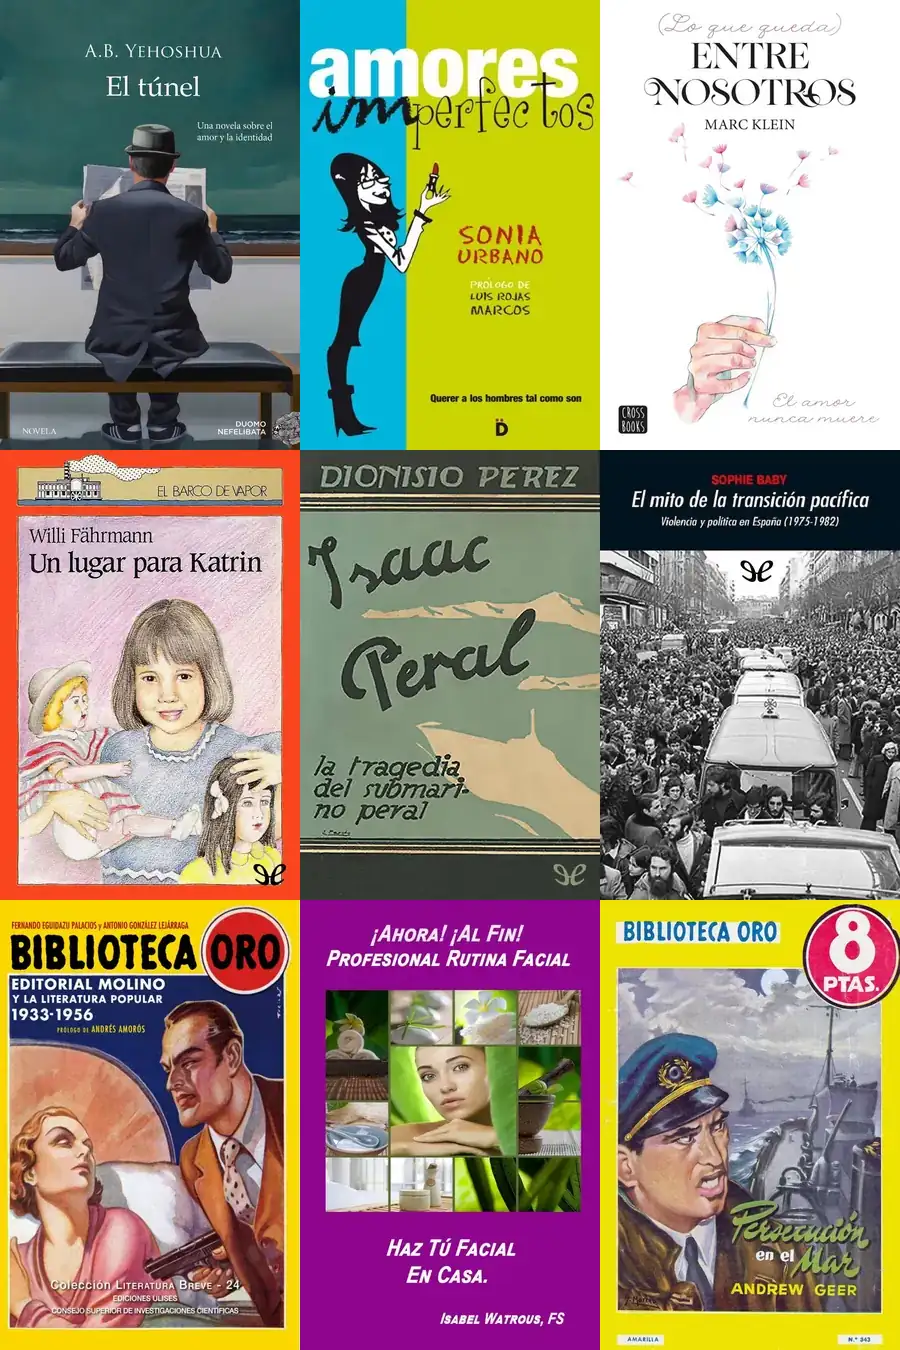 A.B. YEHOSHUA
El túnel
Una novela sobre el
amor y la identidad
NOVELA
DUOMO
NEFELIBATA
amores
imperfectos
SONIA
URBANO
PRÓLOGO DE
LUIS ROJAS
MARCOS
Querer a los hombres tal como son
D
(Lo que queda)
ENTRE
NOSOTROS
MARC KLEIN
El amor
nunca muere
CROSS
BOOKS
EL BARCO DE VAPOR
Willi Fährmann
Un lugar para Katrin
DIONISIO PEREZ
Isaac
Peral
la tragedia
del submari-
no peral
SOPHIE BABY
El mito de la transición pacífica
Violencia y política en España (1975-1982)
FERNANDO EGUIDAZU PALACIOS y ANTONIO GONZÁLEZ LEJÁRRAGA
BIBLIOTECA ORO
EDITORIAL MOLINO
Y LA LITERATURA POPULAR
1933-1956
PRÓLOGO DE ANDRÉS AMORÓS
Colección Literatura Breve - 24
EDICIONES ULISES
CONSEJO SUPERIOR DE INVESTIGACIONES CIENTÍFICAS
¡AHORA! ¡AL FIN!
PROFESIONAL RUTINA FACIAL
HAZ TÚ FACIAL
EN CASA.
ISABEL WATROUS, FS
BIBLIOTECA ORO
8
PTAS.
Persecución
en el Mar
ANDREW GEER
AMARILLA
N.º 343